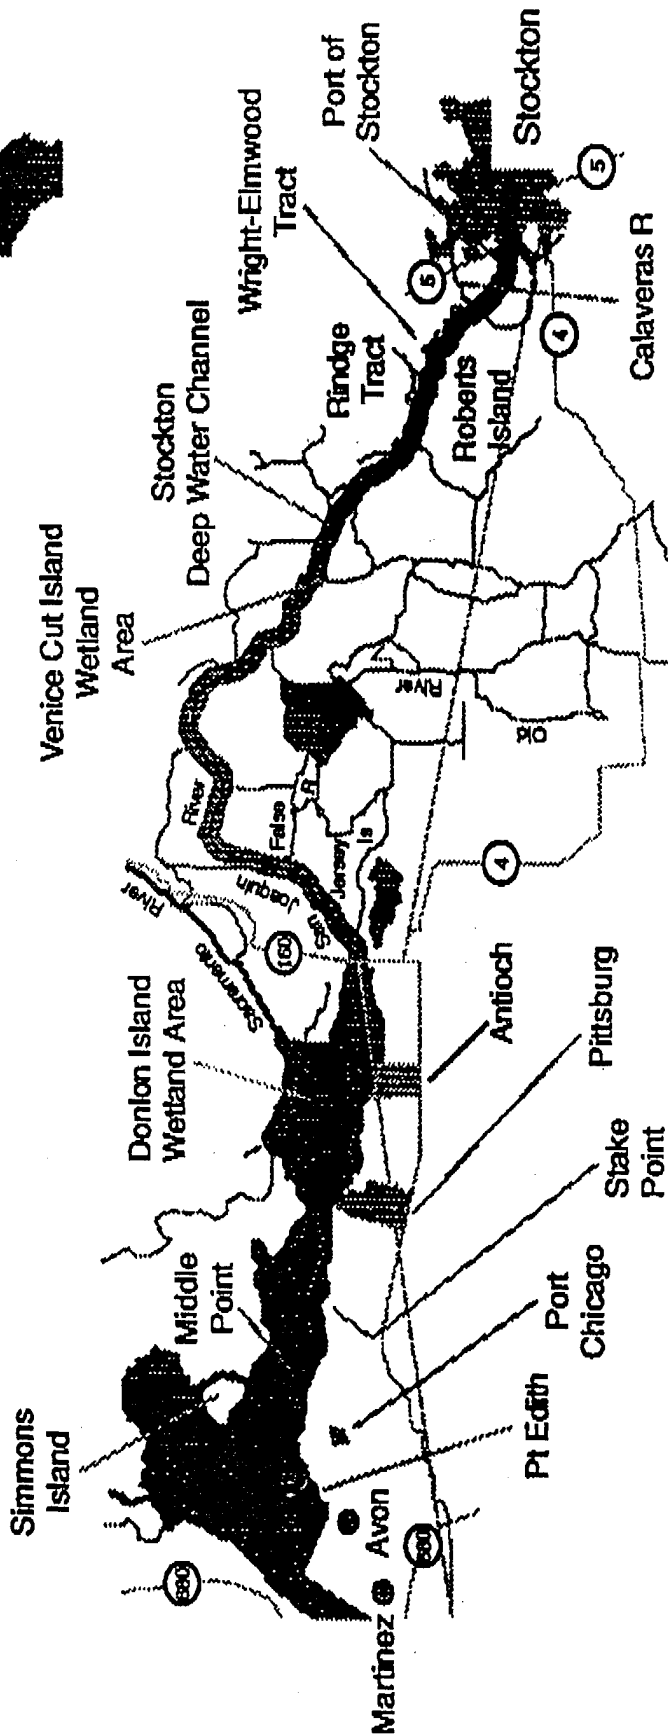 Simmons
Island
Middle
Point
Donlon Island
Wetland Area
Venice Cut Island
Wetland
Area
Stockton
Deep Water Channel
Wright-Elmwood
Tract
Port of
Stockton
Rindge
Tract
Stockton
Roberts
Island
Calaveras R
5
5
4
4
160
680
680
Sacramento
River
San
Joaquin
River
False
R
Jersey
Is
Old
River
Martinez
Avon
Pt Edith
Port
Chicago
Stake
Point
Pittsburg
Antioch